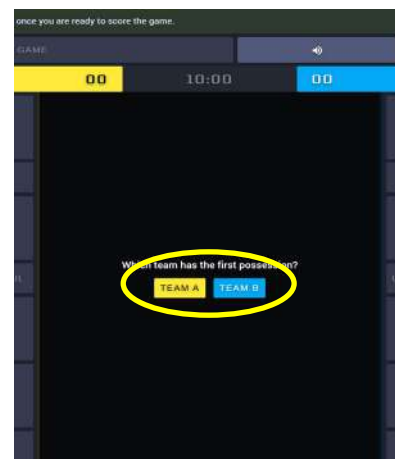 once you are ready to score the game.
GAME
00 10:00 00
Which team has the first possession?
TEAM A TEAM B